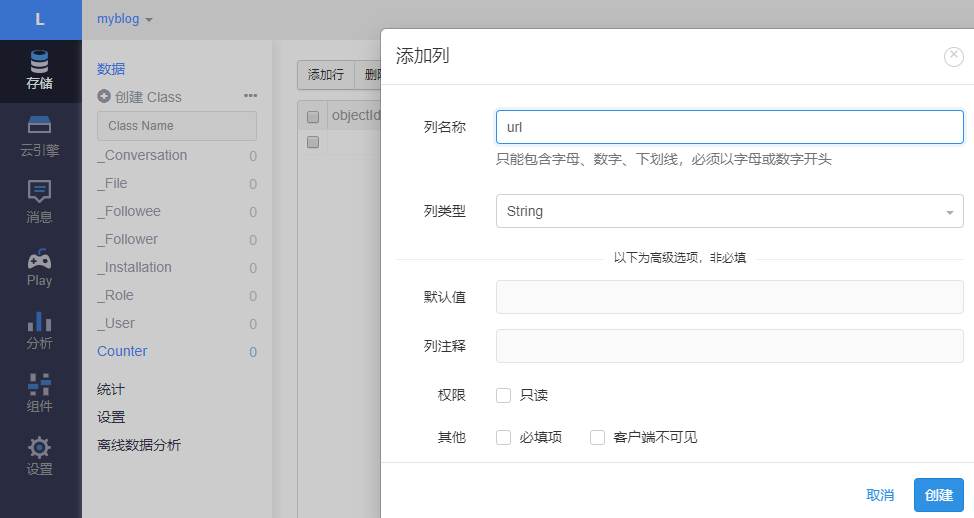 L
myblog
存储
云引擎
消息
Play
分析
组件
设置
数据
创建 Class
Class Name
_Conversation 0
_File 0
_Followee 0
_Follower 0
_Installation 0
_Role 0
_User 0
Counter 0
统计
设置
离线数据分析
添加行
objectId
添加列
列名称
url
只能包含字母、数字、下划线，必须以字母或数字开头
列类型
String
以下为高级选项，非必填
默认值
列注释
权限
只读
其他
必填项
客户端不可见
取消
创建